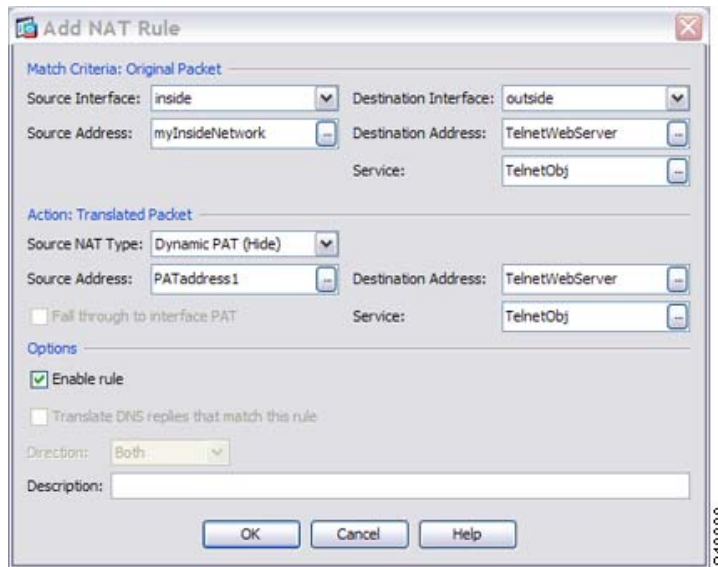 Add NAT Rule
Match Criteria: Original Packet
Source Interface: inside Destination Interface: outside
Source Address: myInsideNetwork ... Destination Address: TelnetWebServer ...
Service: TelnetObj ...
Action: Translated Packet
Source NAT Type: Dynamic PAT (Hide)
Source Address: PATaddress1 ... Destination Address: TelnetWebServer ...
Fall through to interface PAT Service: TelnetObj ...
Options
Enable rule
Translate DNS replies that match this rule
Direction: Both
Description:
OK Cancel Help